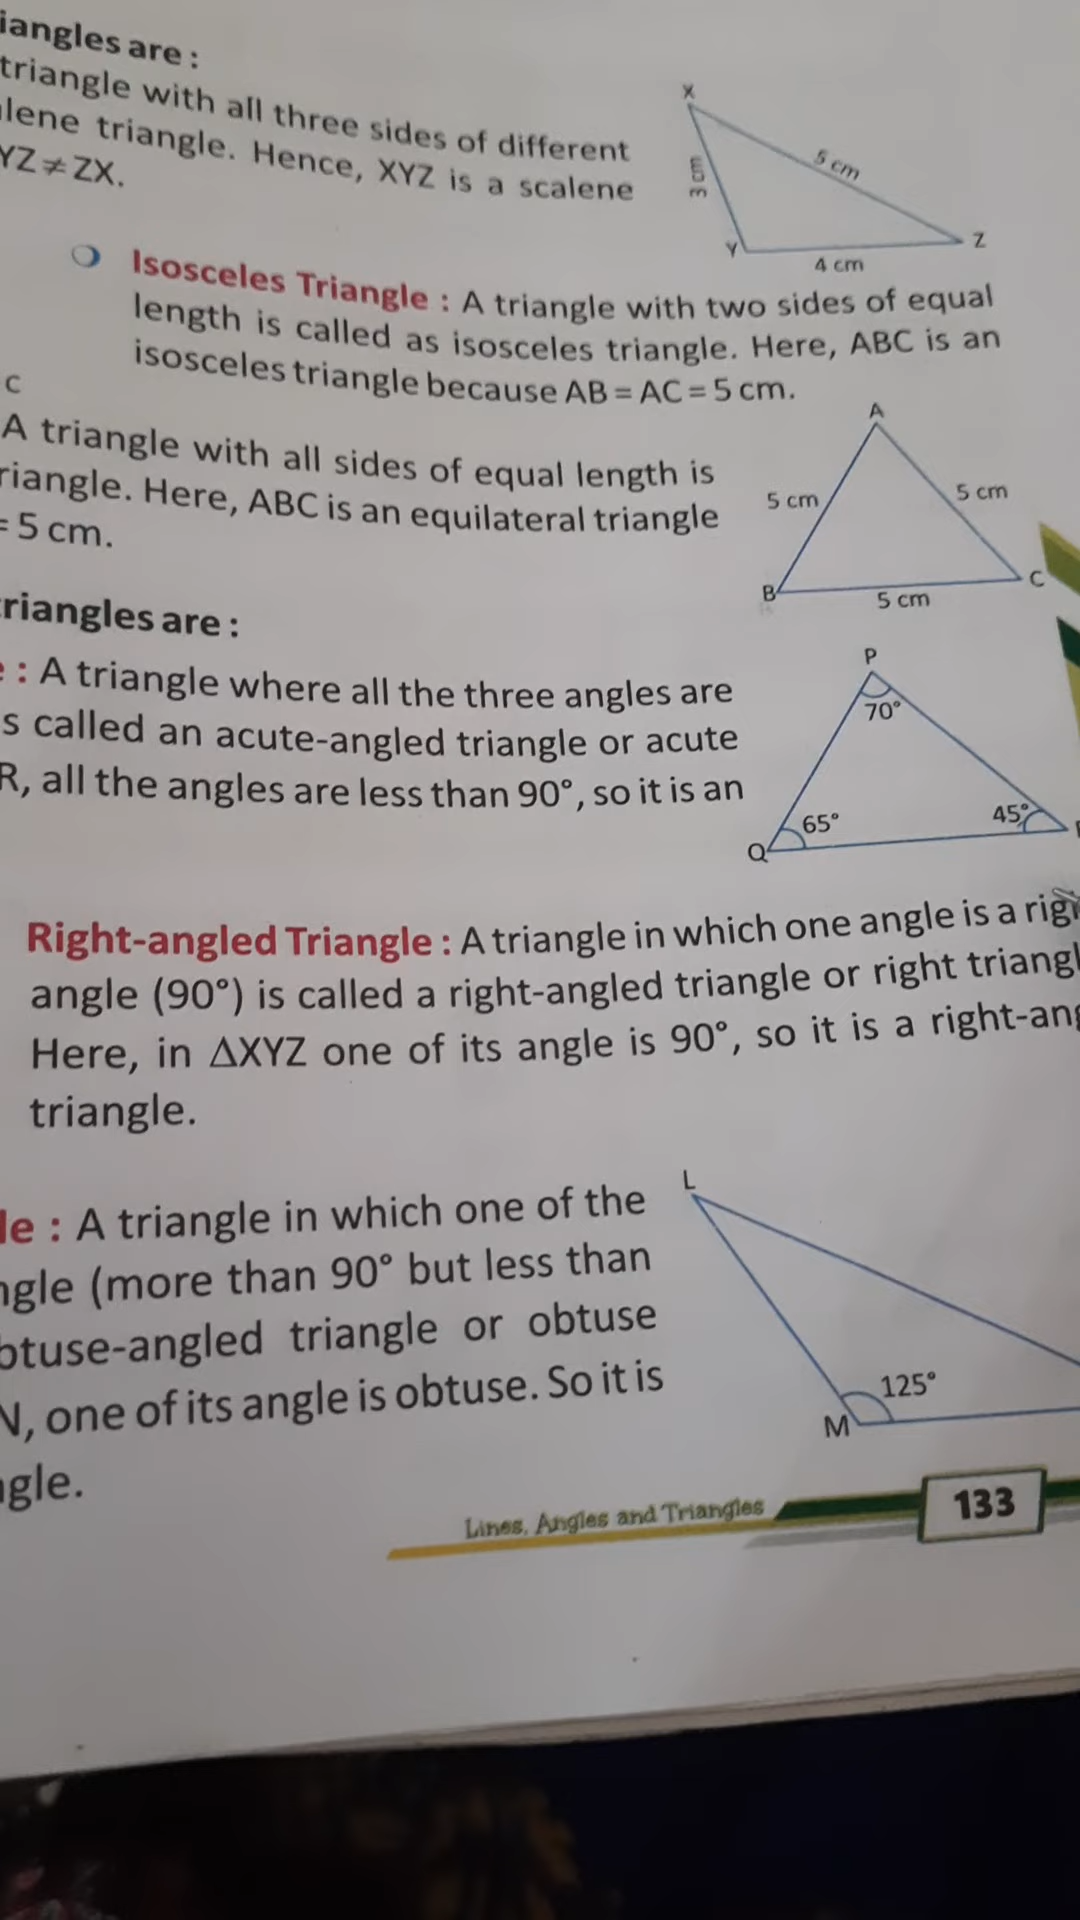 iangles are :
triangle with all three sides of different
lene triangle. Hence, XYZ is a scalene
YZ ≠ ZX.
X
5 cm
3 cm
Y
Z
4 cm
Isosceles Triangle : A triangle with two sides of equal
length is called as isosceles triangle. Here, ABC is an
isosceles triangle because AB = AC = 5 cm.
C
A triangle with all sides of equal length is
riangle. Here, ABC is an equilateral triangle
= 5 cm.
A
5 cm
5 cm
B
C
5 cm
riangles are :
e : A triangle where all the three angles are
s called an acute-angled triangle or acute
R, all the angles are less than 90°, so it is an
P
70°
65°
45°
Q
Right-angled Triangle : A triangle in which one angle is a rig
angle (90°) is called a right-angled triangle or right triangl
Here, in ΔXYZ one of its angle is 90°, so it is a right-ang
triangle.
le : A triangle in which one of the
ngle (more than 90° but less than
btuse-angled triangle or obtuse
N, one of its angle is obtuse. So it is
ngle.
L
125°
M
Lines, Angles and Triangles
133